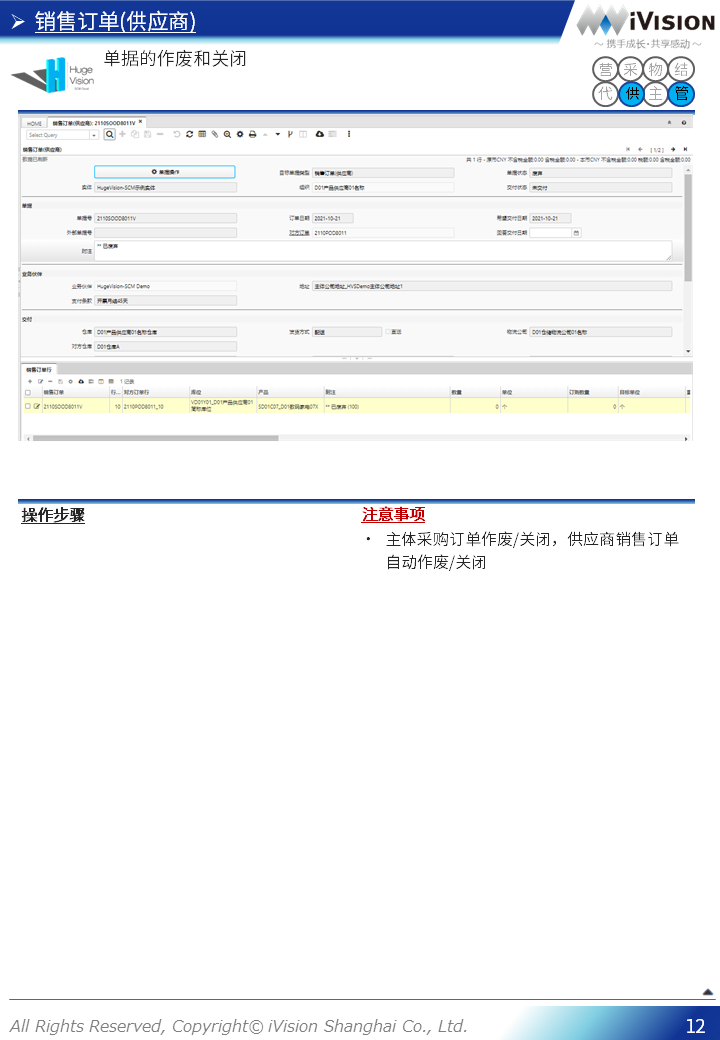 销售订单(供应商)
iVISION
～ 携手成长·共享感动 ～
Huge
Vision
单据的作废和关闭
营 采 物 结
代 供 主 管
HOME 销售订单(供应商): 2110SOOD8011V
Select Query
销售订单(供应商)
[1/2]
数据已刷新
共 1 行 - 原币CNY 不含税金额:0.00 含税金额:0.00 - 本币CNY 不含税金额:0.00 税额:0.00 含税金额:0.00
单据操作 目标单据类型 销售订单(供应商) 单据状态 废弃
实体 HugeVision-SCM示例实体 组织 D01产品供应商01名称 交付状态 未交付
单据
单据号 2110SOOD8011V 订单日期 2021-10-21 希望交付日期 2021-10-21
外部单据号 对方订单 2110POD8011 回答交付日期
附注 ** 已废弃
业务伙伴
业务伙伴 HugeVision-SCM Demo 地址 主体公司地址_HVSDemo主体公司地址1
支付条款 开票月结45天
交付
仓库 D01产品供应商01名称仓库 发货方式 配送 直送 物流公司 D01仓储物流公司01名称
对方仓库 D01仓库A
销售订单行
1 记录
销售订单 行... 对方订单行 库位 产品 附注 数量 单位 订购数量 目标单位
2110SOOD8011V 10 2110POD8011_10 VD01Y01_D01产品供应商01简称库位 SD01C07_D01数码家电07X ** 已废弃 (100) 0 个 0 个
操作步骤
注意事项
• 主体采购订单作废/关闭，供应商销售订单
自动作废/关闭
All Rights Reserved, Copyright© iVision Shanghai Co., Ltd.
12